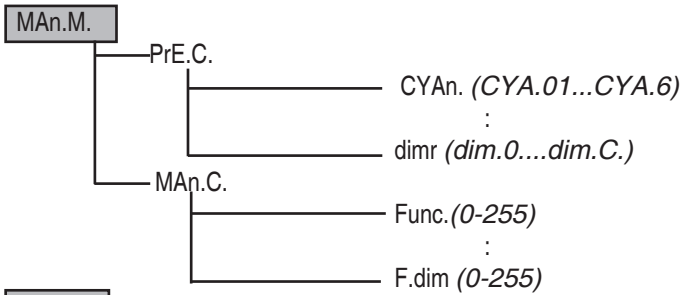 MAn.M.
PrE.C.
CYAn. (CYA.01...CYA.6)
:
dimr (dim.0....dim.C.)
MAn.C.
Func.(0-255)
:
F.dim (0-255)